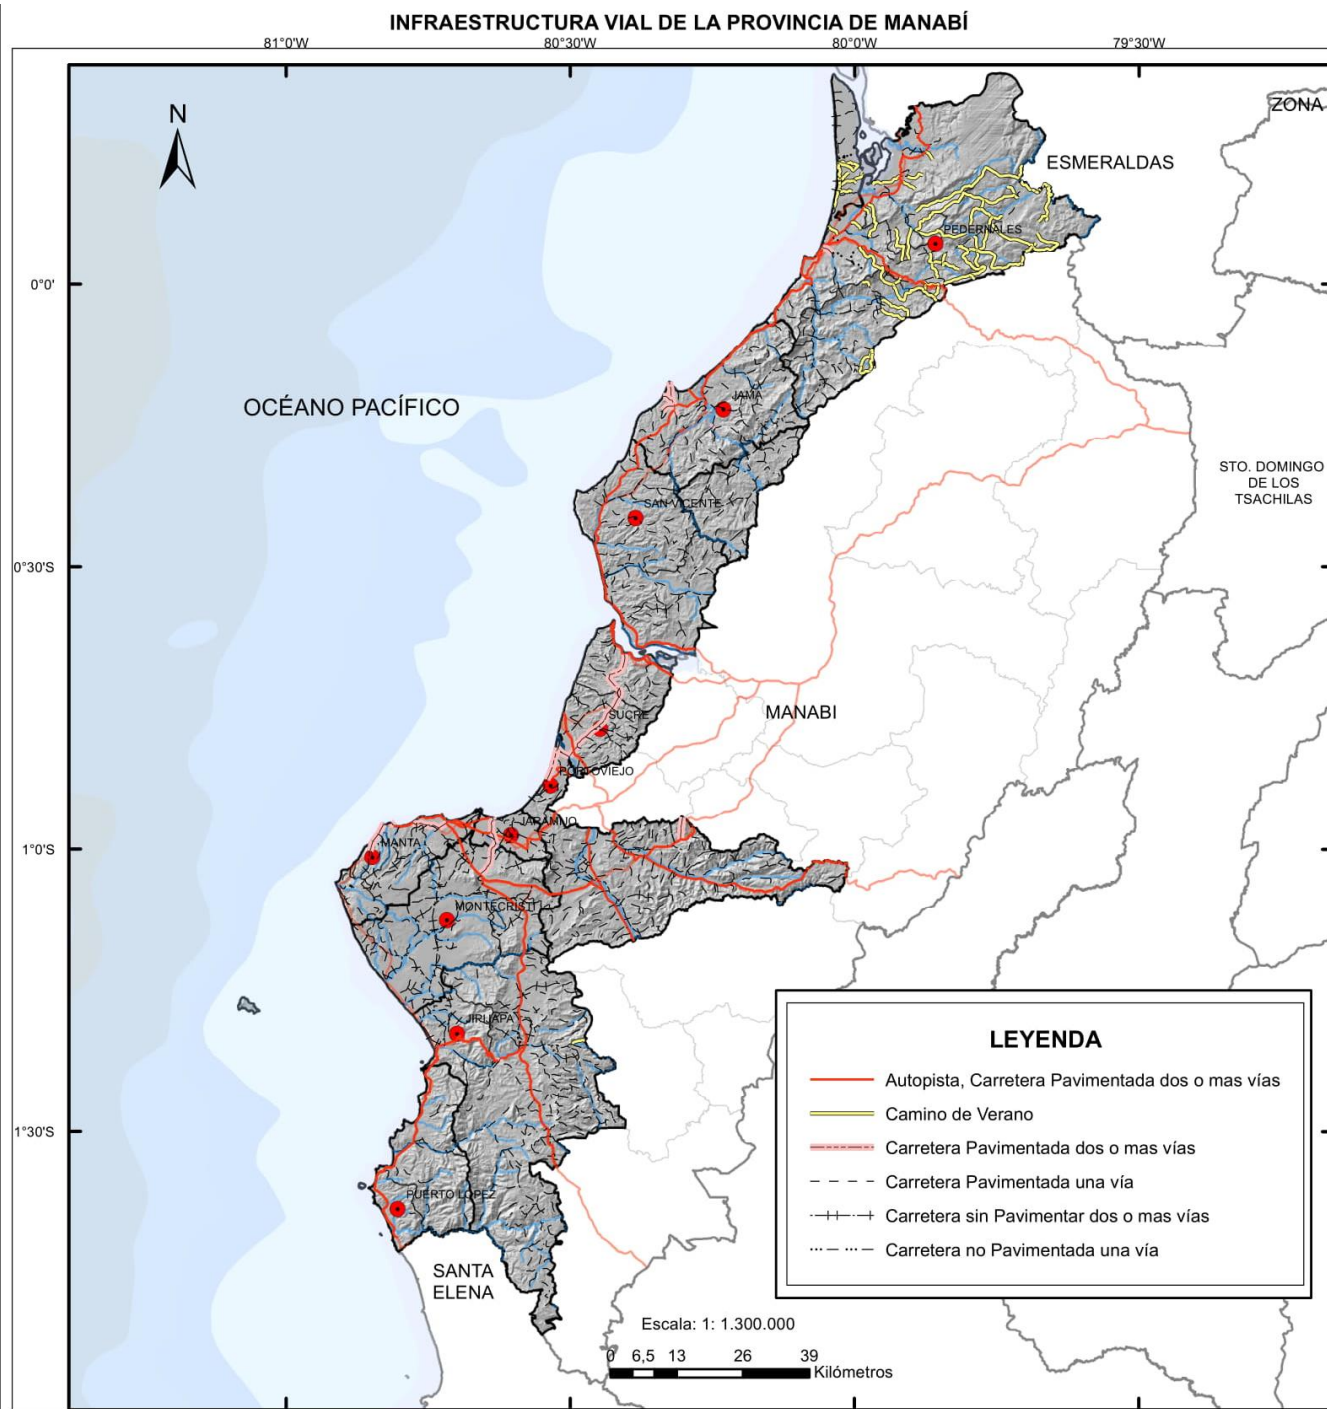 INFRAESTRUCTURA VIAL DE LA PROVINCIA DE MANABÍ
81°0'W
80°30'W
80°0'W
79°30'W
N
ZONA
ESMERALDAS
PEDERNALES
0°0'
JAMA
OCÉANO PACÍFICO
STO. DOMINGO
DE LOS
TSACHILAS
SAN VICENTE
0°30'S
SUCRE
MANABI
PORTOVIEJO
JARAMIJO
MANTA
1°0'S
MONTECRISTI
JIPIJAPA
LEYENDA
Autopista, Carretera Pavimentada dos o mas vías
Camino de Verano
Carretera Pavimentada dos o mas vías
Carretera Pavimentada una vía
Carretera sin Pavimentar dos o mas vías
Carretera no Pavimentada una vía
1°30'S
PUERTO LOPEZ
SANTA
ELENA
Escala: 1: 1.300.000
0 6,5 13 26 39
Kilómetros